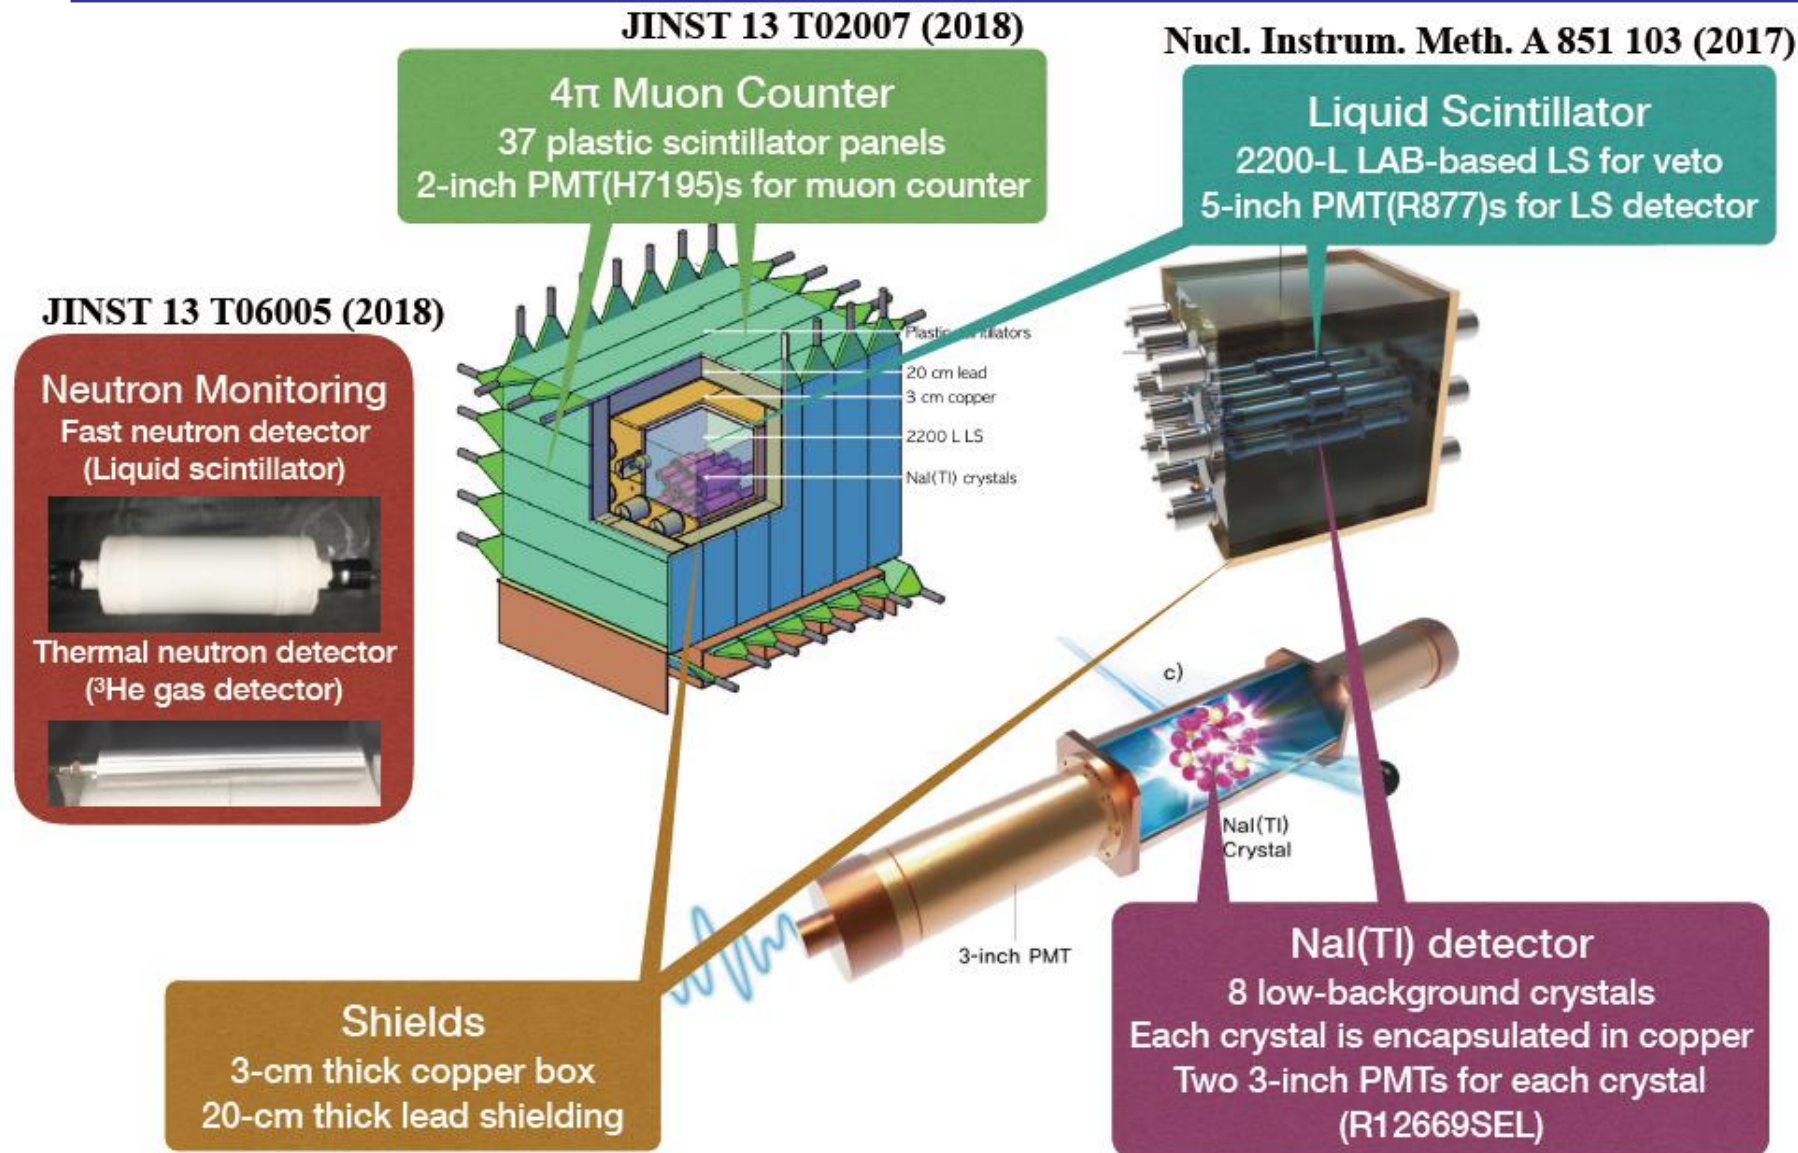 JINST 13 T02007 (2018)
Nucl. Instrum. Meth. A 851 103 (2017)
4π Muon Counter
37 plastic scintillator panels
2-inch PMT(H7195)s for muon counter
Liquid Scintillator
2200-L LAB-based LS for veto
5-inch PMT(R877)s for LS detector
JINST 13 T06005 (2018)
Neutron Monitoring
Fast neutron detector
(Liquid scintillator)
Thermal neutron detector
(³He gas detector)
Plastic scintillators
20 cm lead
3 cm copper
2200 L LS
NaI(Tl) crystals
c)
NaI(Tl)
Crystal
3-inch PMT
Shields
3-cm thick copper box
20-cm thick lead shielding
NaI(Tl) detector
8 low-background crystals
Each crystal is encapsulated in copper
Two 3-inch PMTs for each crystal
(R12669SEL)